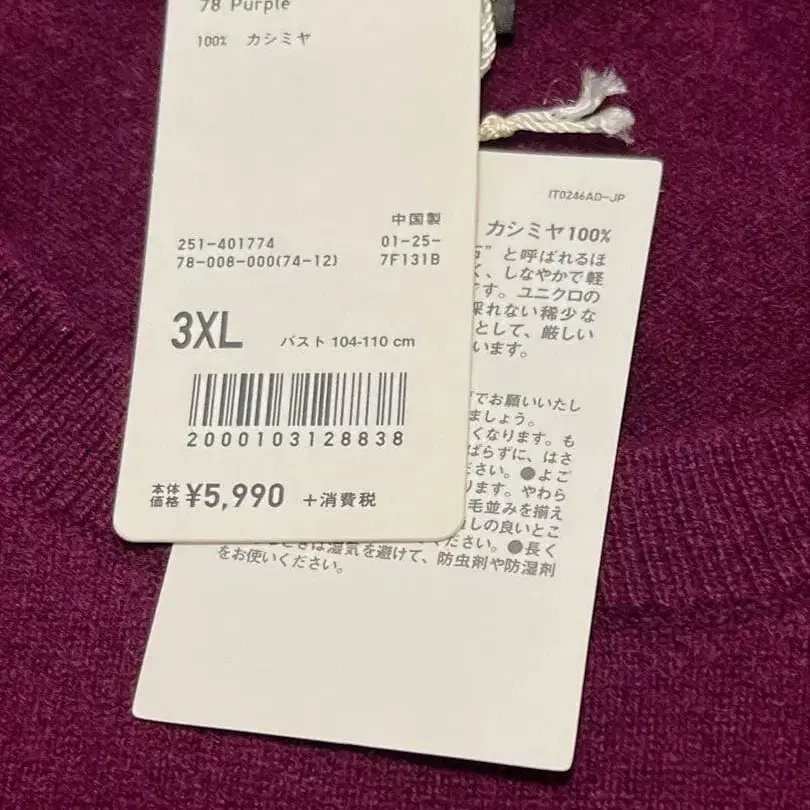 78 Purple
100% カシミヤ
中国製
251-401774 01-25-
78-008-000(74-12) 7F131B
3XL バスト 104-110 cm
2000103128838
本体価格 ¥5,990 +消費税
IT0246AD-JP
カシミヤ100%
”と呼ばれるほ
く、しなやかで軽
です。ユニクロの
採れない稀少な
として、厳しい
います。
でお願いいたし
ましょう。
くなります。も
ばらずに、はさ
ださい。●よご
ります。やわら
毛並みを揃え
しの良いとこ
は湿気を避けて、 ださい。●長く
をお使いください。 防虫剤や防湿剤